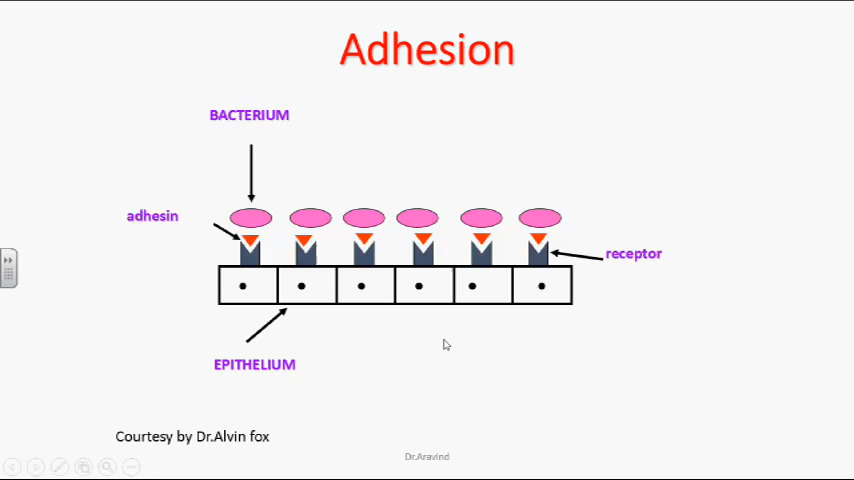 Adhesion
BACTERIUM
adhesin
receptor
EPITHELIUM
Courtesy by Dr.Alvin fox
Dr.Aravind